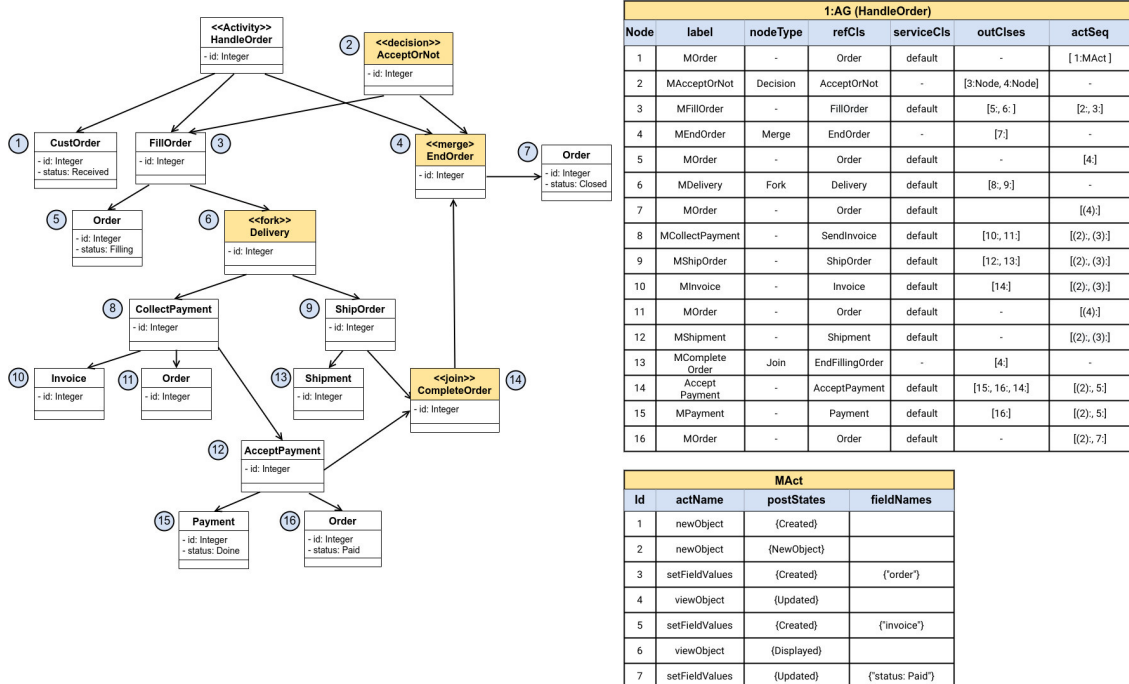 <<Activity>>
HandleOrder
- id: Integer
2
<<decision>>
AcceptOrNot
- id: Integer
1
CustOrder
- id: Integer
- status: Received
FillOrder
- id: Integer
3
4
<<merge>
EndOrder
- id: Integer
7
Order
- id: Integer
- status: Closed
5
Order
- id: Integer
- status: Filling
6
<<fork>>
Delivery
- id: Integer
8
CollectPayment
- id: Integer
9
ShipOrder
- id: Integer
10
Invoice
- id: Integer
11
Order
- id: Integer
13
Shipment
- id: Integer
<<join>>
CompleteOrder
- id: Integer
14
12
AcceptPayment
- id: Integer
15
Payment
- id: Integer
- status: Doine
16
Order
- id: Integer
- status: Paid
1:AG (HandleOrder)
Node label nodeType refCls serviceCls outClses actSeq
1 MOrder - Order default - [ 1:MAct ]
2 MAcceptOrNot Decision AcceptOrNot - [3:Node, 4:Node] -
3 MFillOrder - FillOrder default [5:, 6: ] [2:, 3:]
4 MEndOrder Merge EndOrder - [7:] -
5 MOrder - Order default - [4:]
6 MDelivery Fork Delivery default [8:, 9:] -
7 MOrder - Order default [(4):]
8 MCollectPayment - SendInvoice default [10:, 11:] [(2):, (3):]
9 MShipOrder - ShipOrder default [12:, 13:] [(2):, (3):]
10 MInvoice - Invoice default [14:] [(2):, (3):]
11 MOrder - Order default - [(4):]
12 MShipment - Shipment default [(2):, (3):]
13 MComplete Order Join EndFillingOrder - [4:] -
14 Accept Payment - AcceptPayment default [15:, 16:, 14:] [(2):, 5:]
15 MPayment - Payment default [16:] [(2):, 5:]
16 MOrder - Order default - [(2):, 7:]
MAct
Id actName postStates fieldNames
1 newObject {Created}
2 newObject {NewObject}
3 setFieldValues {Created} {"order"}
4 viewObject {Updated}
5 setFieldValues {Created} {"invoice"}
6 viewObject {Displayed}
7 setFieldValues {Updated} {"status: Paid"}